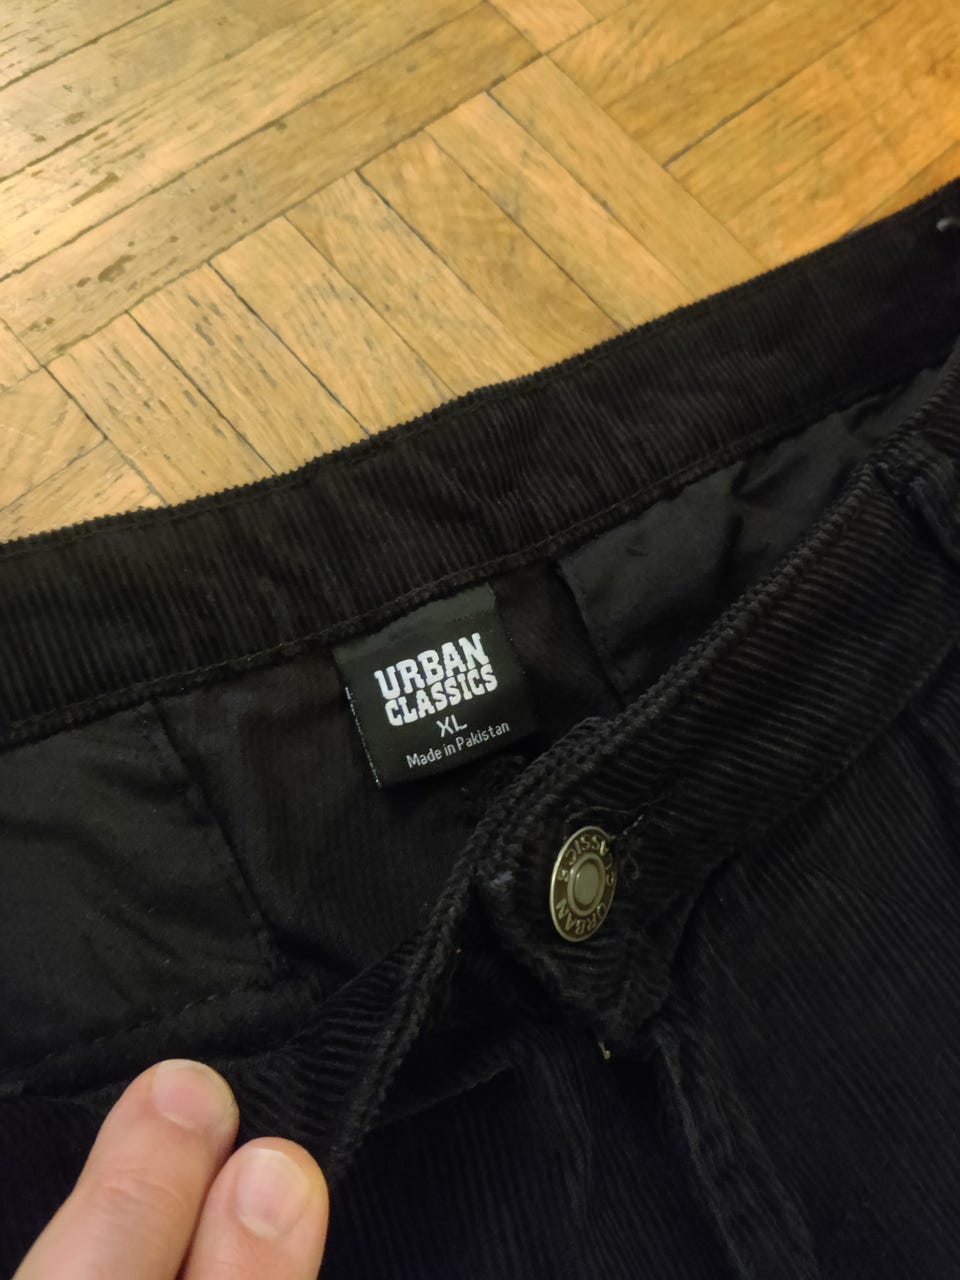 URBAN
CLASSICS
XL
Made in Pakistan
URBAN CLASSICS